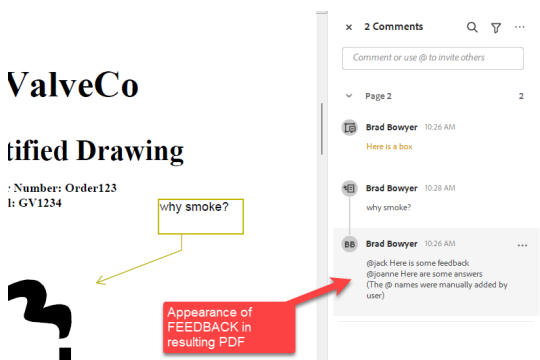 ValveCo
tified Drawing
r Number: Order123
l: GV1234
why smoke?
Appearance of
FEEDBACK in
resulting PDF
× 2 Comments
Comment or use @ to invite others
Page 2 2
Brad Bowyer 10:26 AM
Here is a box
Brad Bowyer 10:28 AM
why smoke?
BB Brad Bowyer 10:26 AM
@jack Here is some feedback
@joanne Here are some answers
(The @ names were manually added by
user)